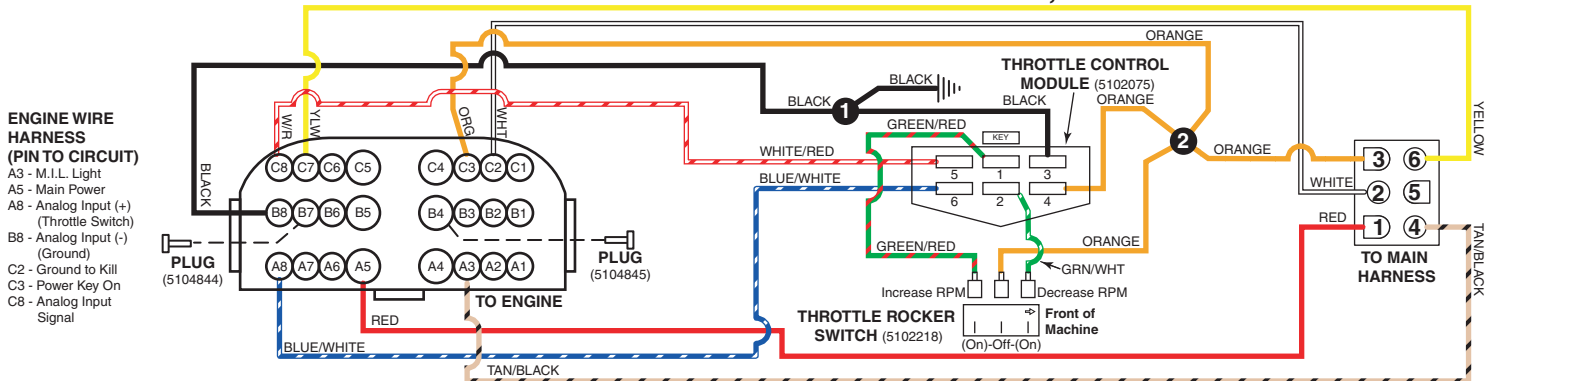 ENGINE WIRE
HARNESS
(PIN TO CIRCUIT)
A3 - M.I.L. Light
A5 - Main Power
A8 - Analog Input (+)
(Throttle Switch)
B8 - Analog Input (-)
(Ground)
C2 - Ground to Kill
C3 - Power Key On
C8 - Analog Input
Signal
BLACK
W/R
YLW
ORG
WHT
C8 C7 C6 C5 C4 C3 C2 C1
B8 B7 B6 B5 B4 B3 B2 B1
A8 A7 A6 A5 A4 A3 A2 A1
PLUG
(5104844)
PLUG
(5104845)
TO ENGINE
RED
BLUE/WHITE
TAN/BLACK
ORANGE
BLACK
BLACK
1
BLACK
THROTTLE CONTROL
MODULE (5102075)
ORANGE
GREEN/RED
KEY
WHITE/RED
BLUE/WHITE
5 1 3
6 2 4
2
ORANGE
GREEN/RED
ORANGE
GRN/WHT
Increase RPM
Decrease RPM
THROTTLE ROCKER
SWITCH (5102218)
Front of
Machine
(On)-Off-(On)
YELLOW
WHITE
RED
3 6
2 5
1 4
TO MAIN
HARNESS
TAN/BLACK